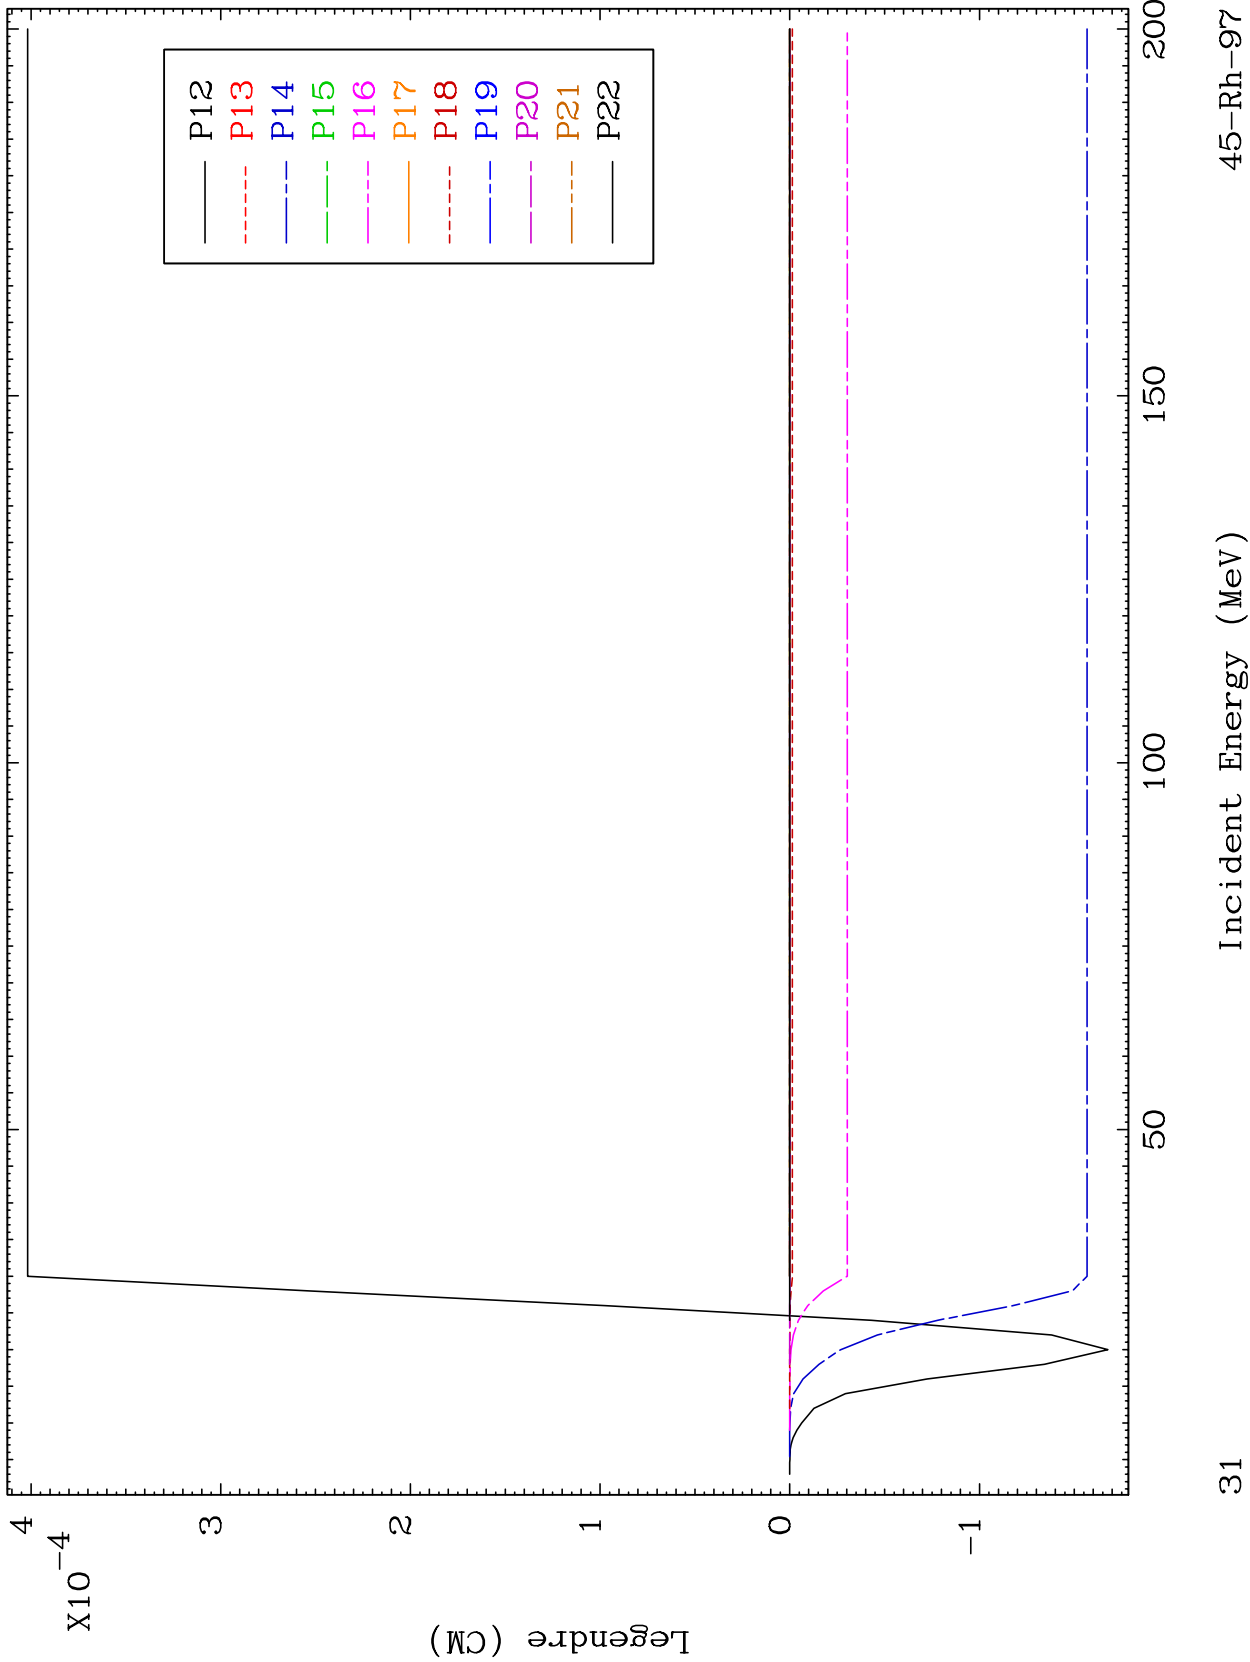 X10
-4
4
3
2
1
0
-1
Legendre (CM)
P12
P13
P14
P15
P16
P17
P18
P19
P20
P21
P22
50
100
150
200
31
Incident Energy (MeV)
45-Rh-97